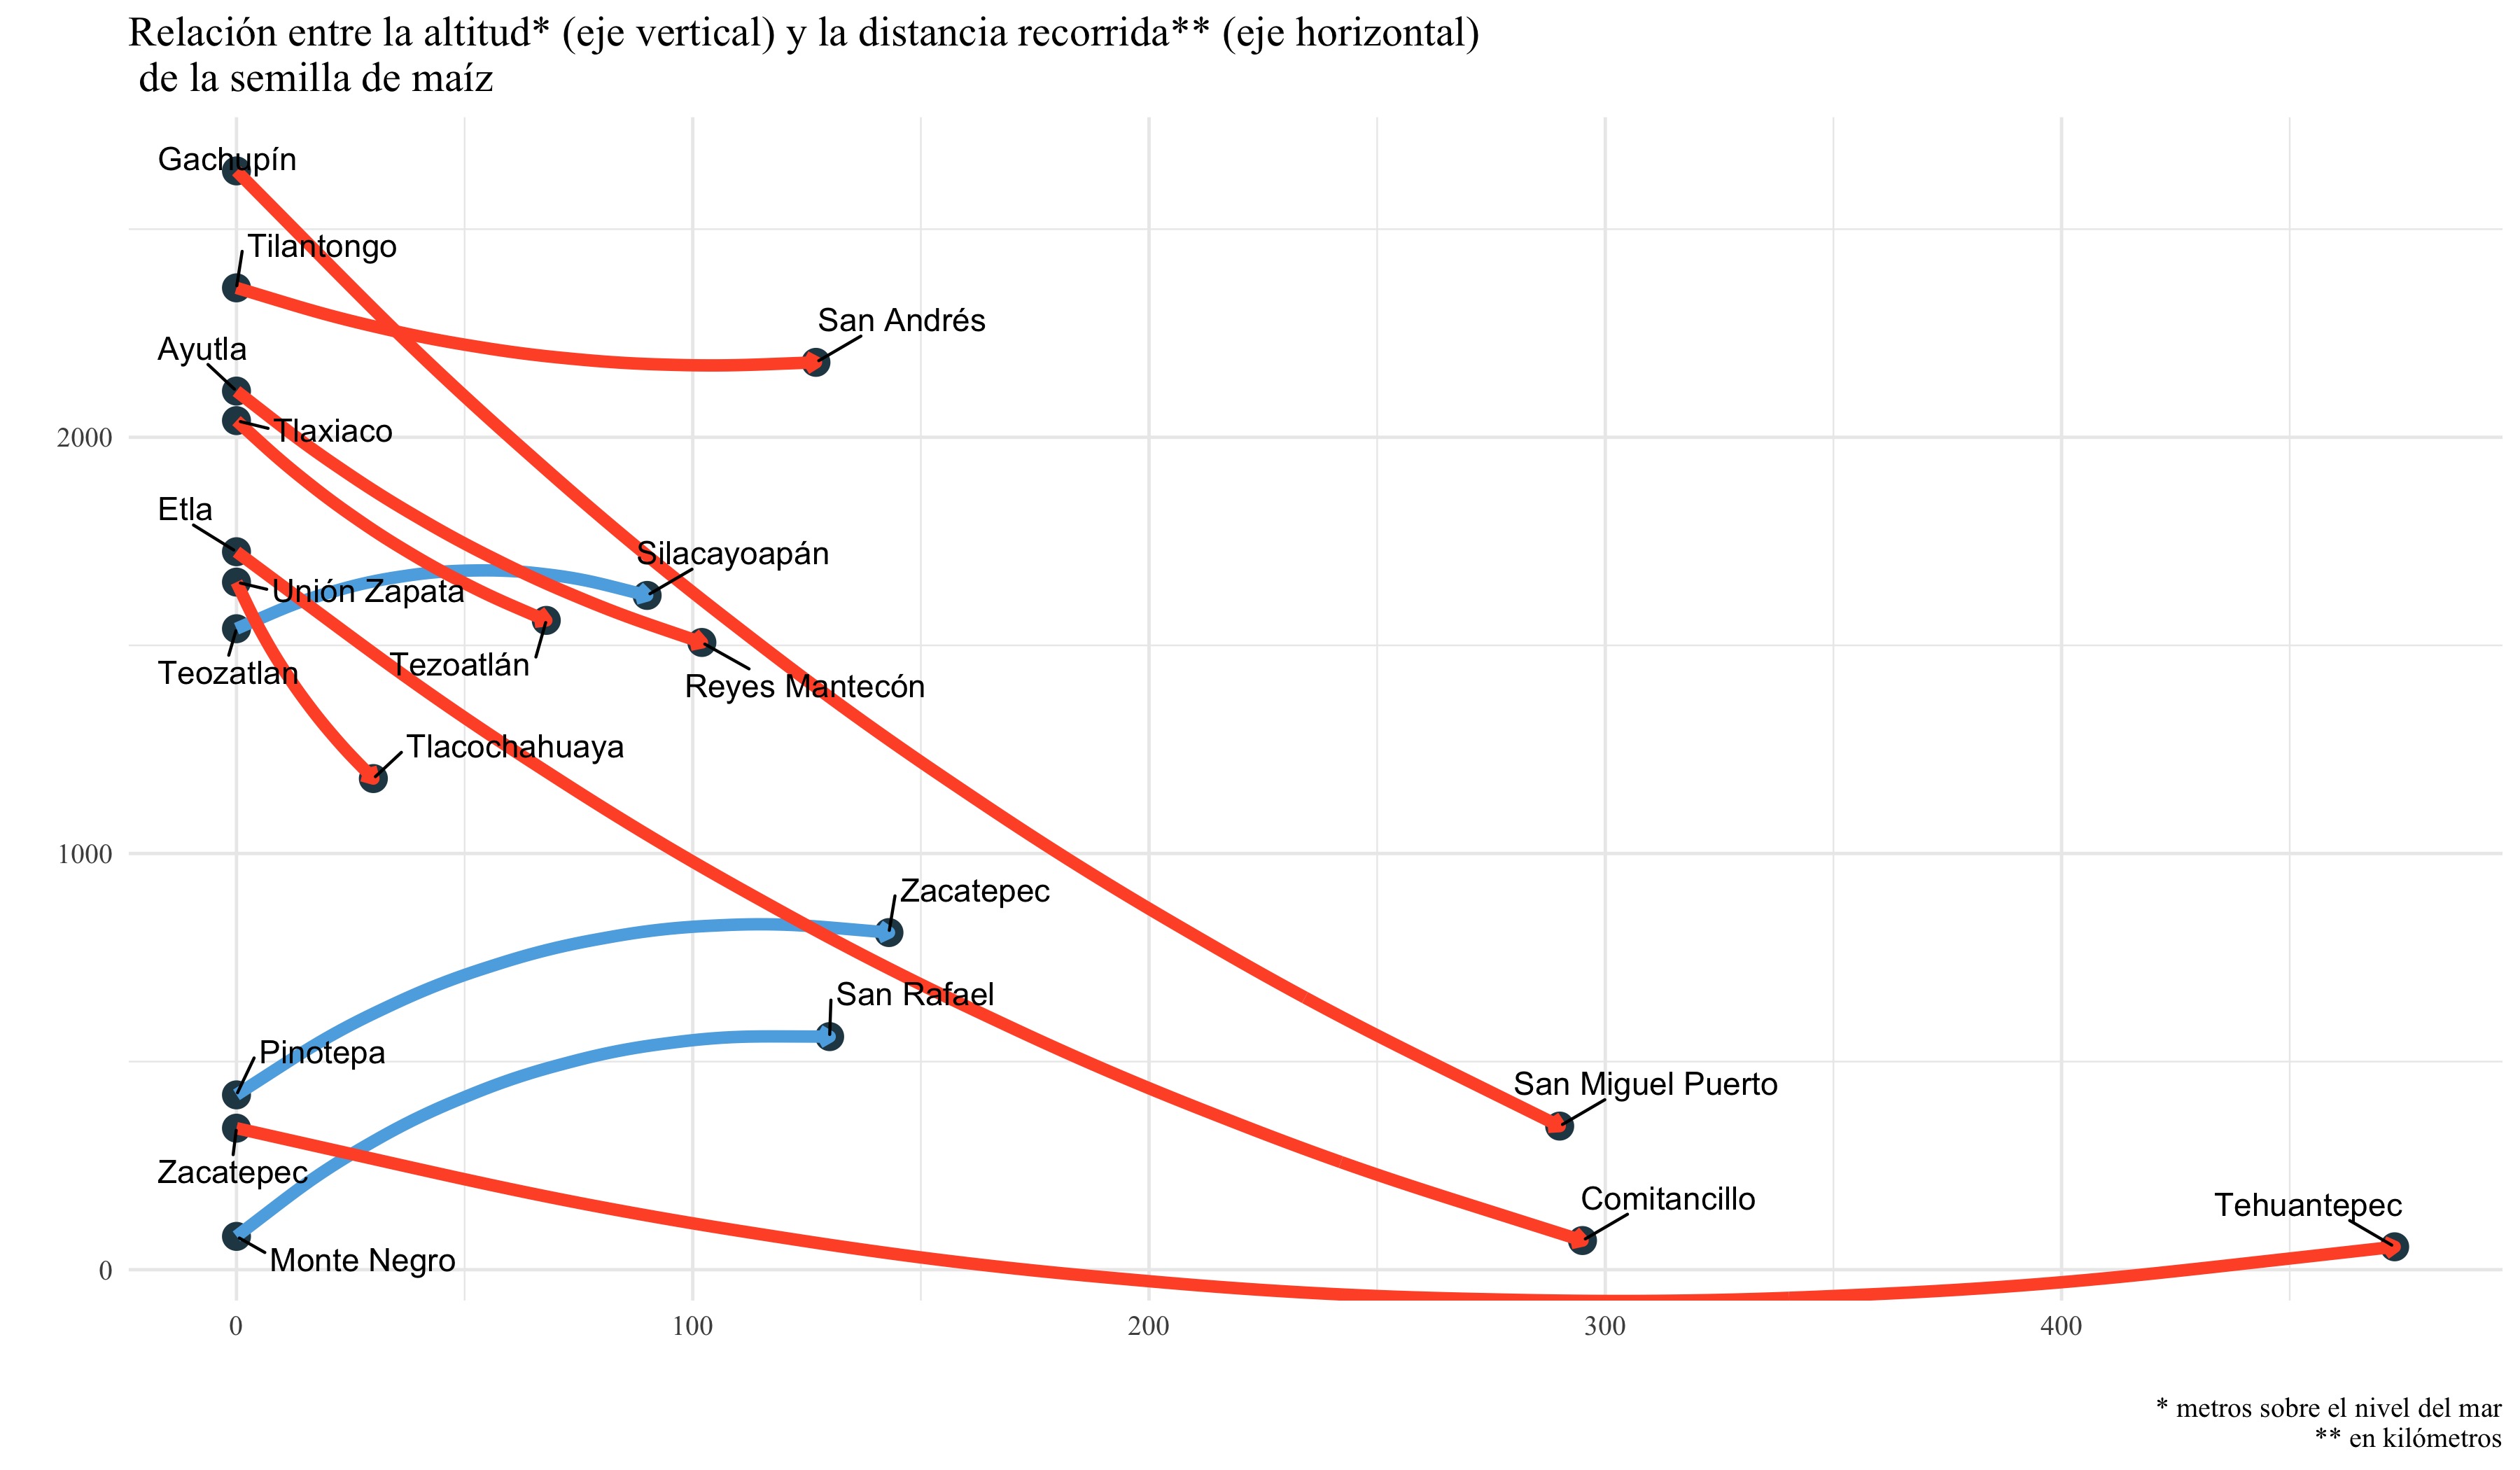 Relación entre la altitud* (eje vertical) y la distancia recorrida** (eje horizontal)
de la semilla de maíz
Gachupín
Tilantongo
San Andrés
Ayutla
Tlaxiaco
2000
Etla
Silacayoapán
Unión Zapata
Tezoatlán
Teozatlan
Reyes Mantecón
Tlacochahuaya
1000
Zacatepec
San Rafael
Pinotepa
San Miguel Puerto
Zacatepec
Comitancillo
Tehuantepec
Monte Negro
0
0 100 200 300 400
* metros sobre el nivel del mar
** en kilómetros